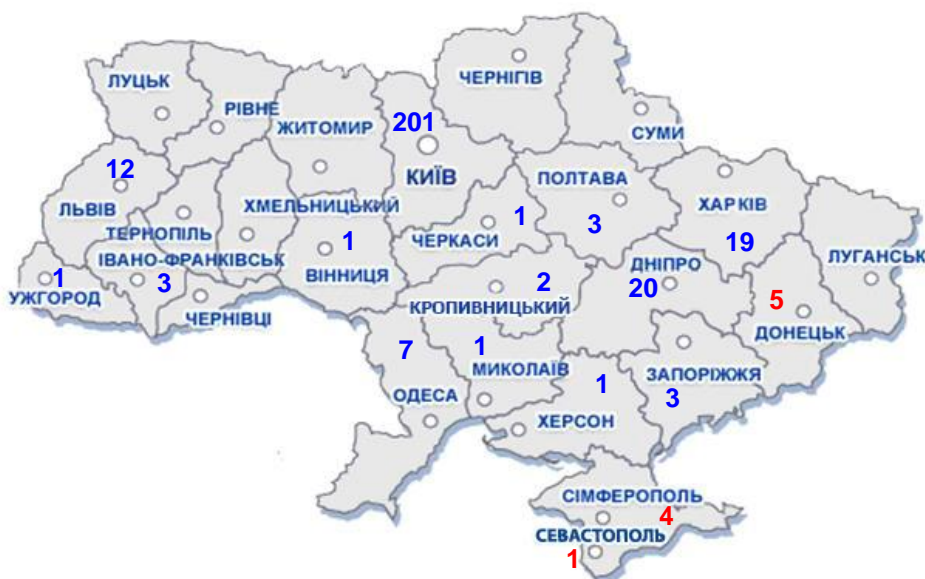 ЛУЦЬК
РІВНЕ
ЖИТОМИР
201
КИЇВ
ЧЕРНІГІВ
СУМИ
12
ЛЬВІВ
ТЕРНОПІЛЬ
ХМЕЛЬНИЦЬКИЙ
1
ВІННИЦЯ
ЧЕРКАСИ
1
ПОЛТАВА
3
ХАРКІВ
19
ЛУГАНСЬК
1
УЖГОРОД
ІВАНО-ФРАНКІВСЬК
3
ЧЕРНІВЦІ
2
КРОПИВНИЦЬКИЙ
ДНІПРО
20
5
ДОНЕЦЬК
7
ОДЕСА
1
МИКОЛАЇВ
1
ХЕРСОН
ЗАПОРІЖЖЯ
3
СІМФЕРОПОЛЬ
4
СЕВАСТОПОЛЬ
1